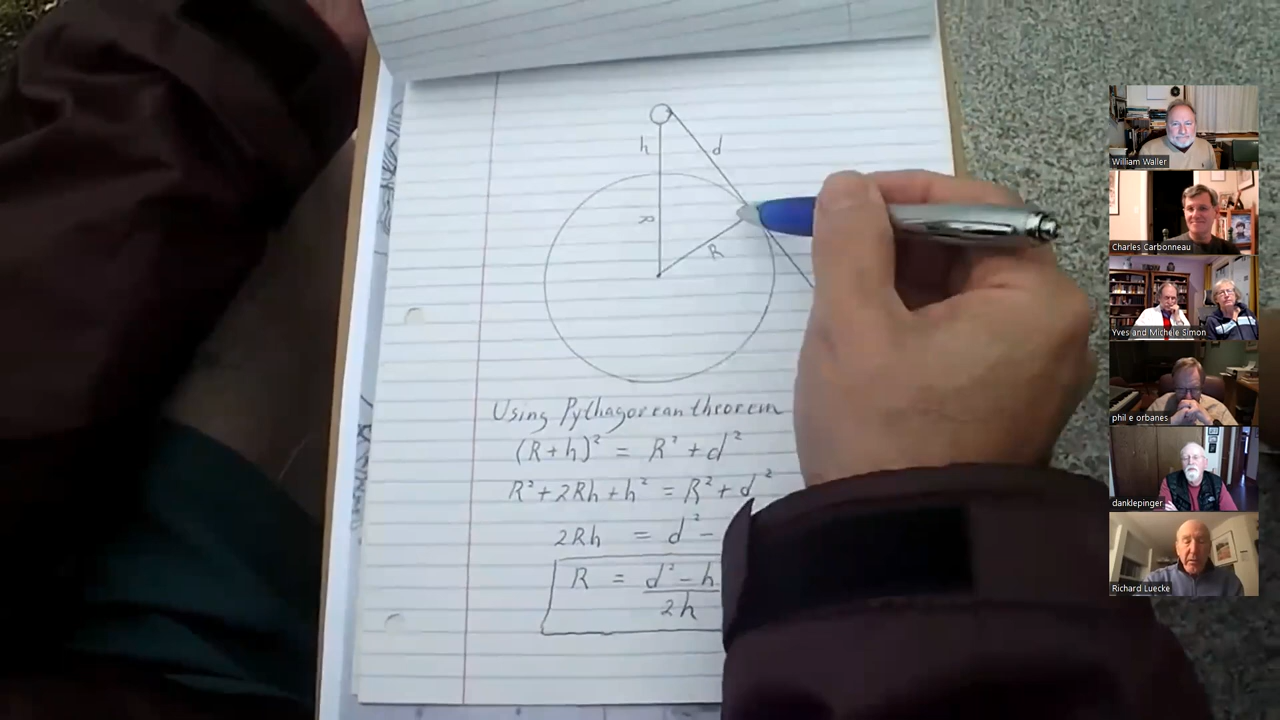 h
d
R
R
Using Pythagorean theorem
(R+h)² = R² + d²
R² + 2Rh + h² = R² + d²
2Rh = d² -
R = d² - h
2h
William Waller
Charles Carbonneau
Yves and Michele Simon
phil e orbanes
danklepinger
Richard Luecke